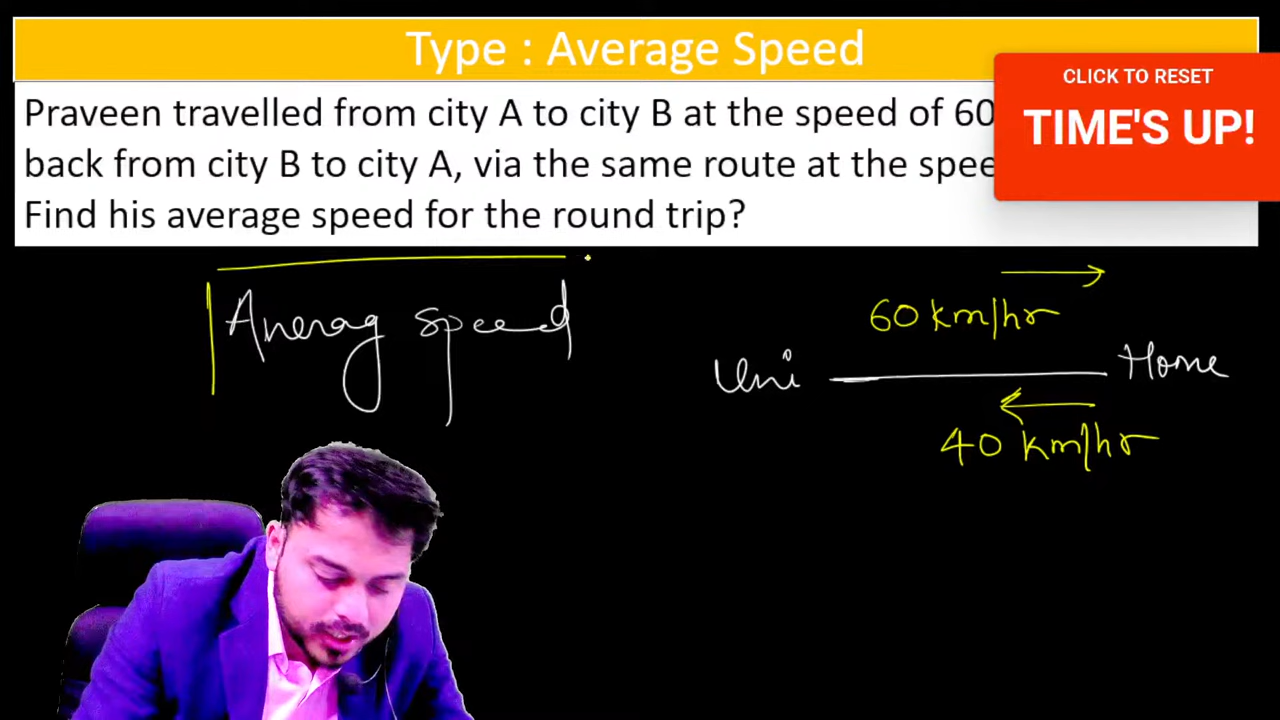 Type : Average Speed
CLICK TO RESET
TIME'S UP!
Praveen travelled from city A to city B at the speed of 60
back from city B to city A, via the same route at the spee
Find his average speed for the round trip?
Averag speed
60 km/hr
Uni
Home
40 km/hr